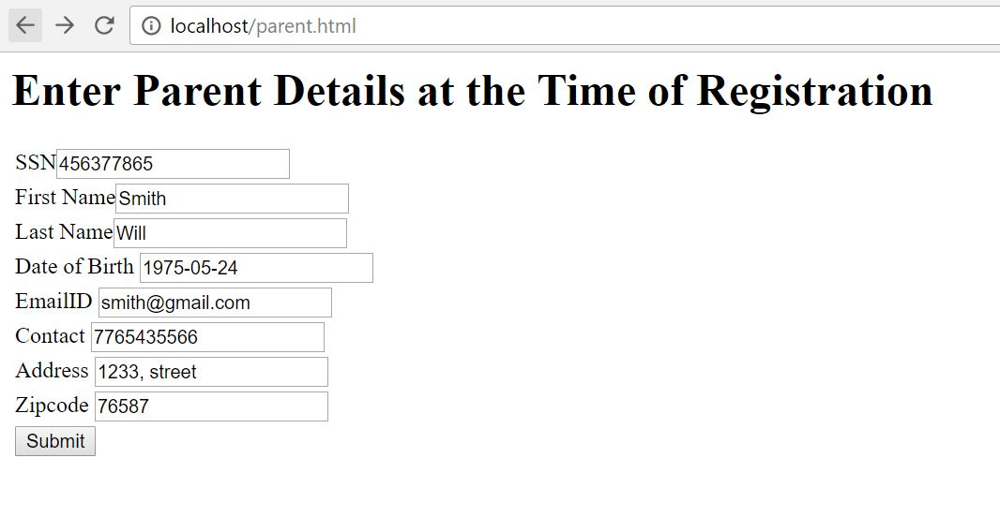 localhost/parent.html
Enter Parent Details at the Time of Registration
SSN 456377865
First Name Smith
Last Name Will
Date of Birth 1975-05-24
EmailID smith@gmail.com
Contact 7765435566
Address 1233, street
Zipcode 76587
Submit